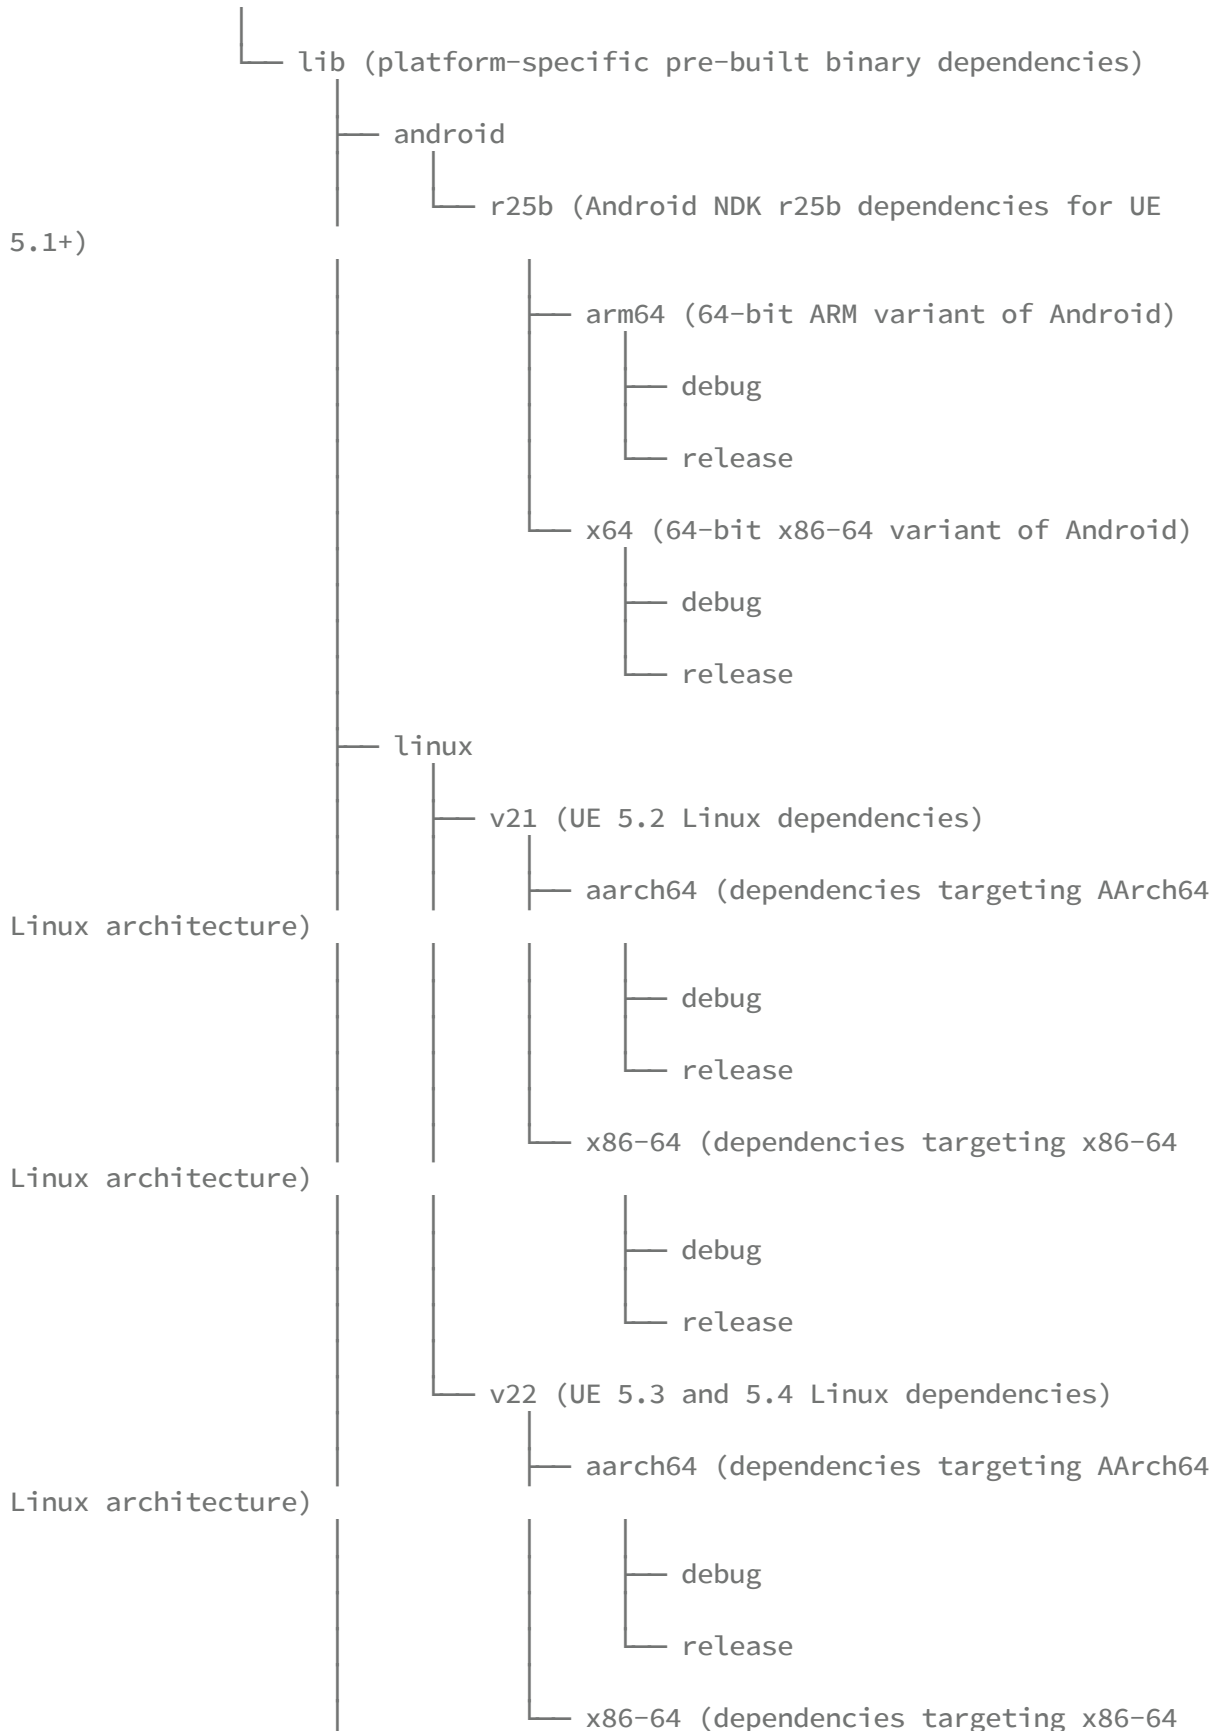 lib (platform-specific pre-built binary dependencies)
android
r25b (Android NDK r25b dependencies for UE
5.1+)
arm64 (64-bit ARM variant of Android)
debug
release
x64 (64-bit x86-64 variant of Android)
debug
release
linux
v21 (UE 5.2 Linux dependencies)
aarch64 (dependencies targeting AArch64
Linux architecture)
debug
release
x86-64 (dependencies targeting x86-64
Linux architecture)
debug
release
v22 (UE 5.3 and 5.4 Linux dependencies)
aarch64 (dependencies targeting AArch64
Linux architecture)
debug
release
x86-64 (dependencies targeting x86-64